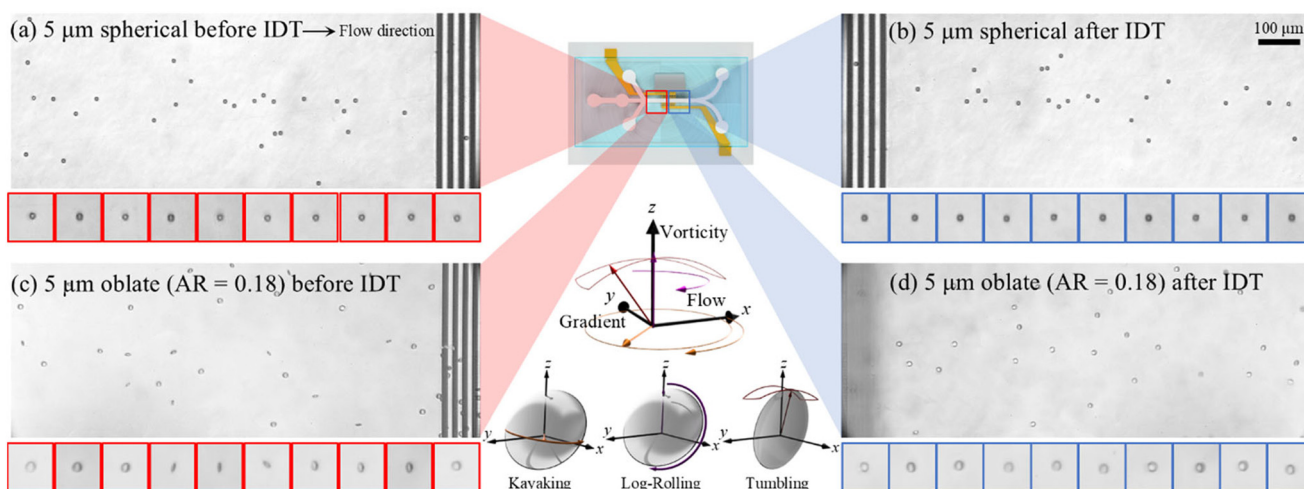 (a) 5 μm spherical before IDT Flow direction
(b) 5 μm spherical after IDT
100 μm
z
Vorticity
y
Flow
x
Gradient
(c) 5 μm oblate (AR = 0.18) before IDT
(d) 5 μm oblate (AR = 0.18) after IDT
z z z
y x y x y x
Kayaking Log-Rolling Tumbling